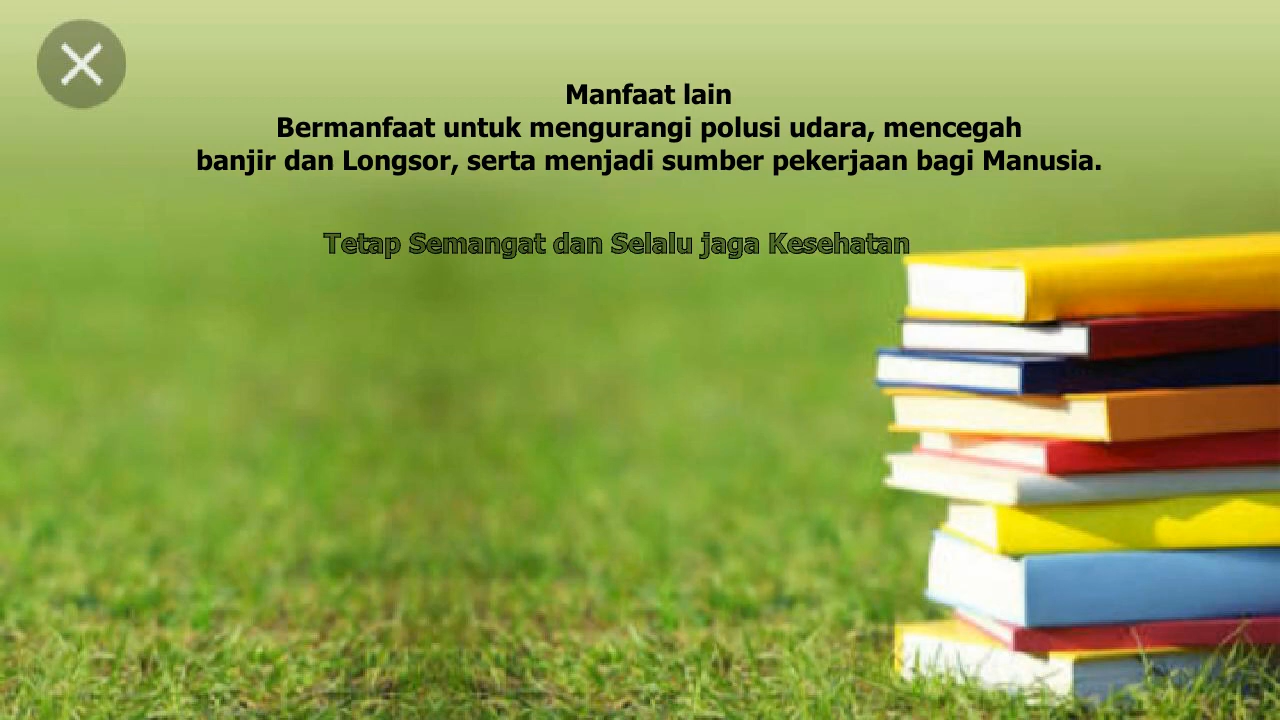 Manfaat lain
Bermanfaat untuk mengurangi polusi udara, mencegah
banjir dan Longsor, serta menjadi sumber pekerjaan bagi Manusia.
Tetap Semangat dan Selalu jaga Kesehatan